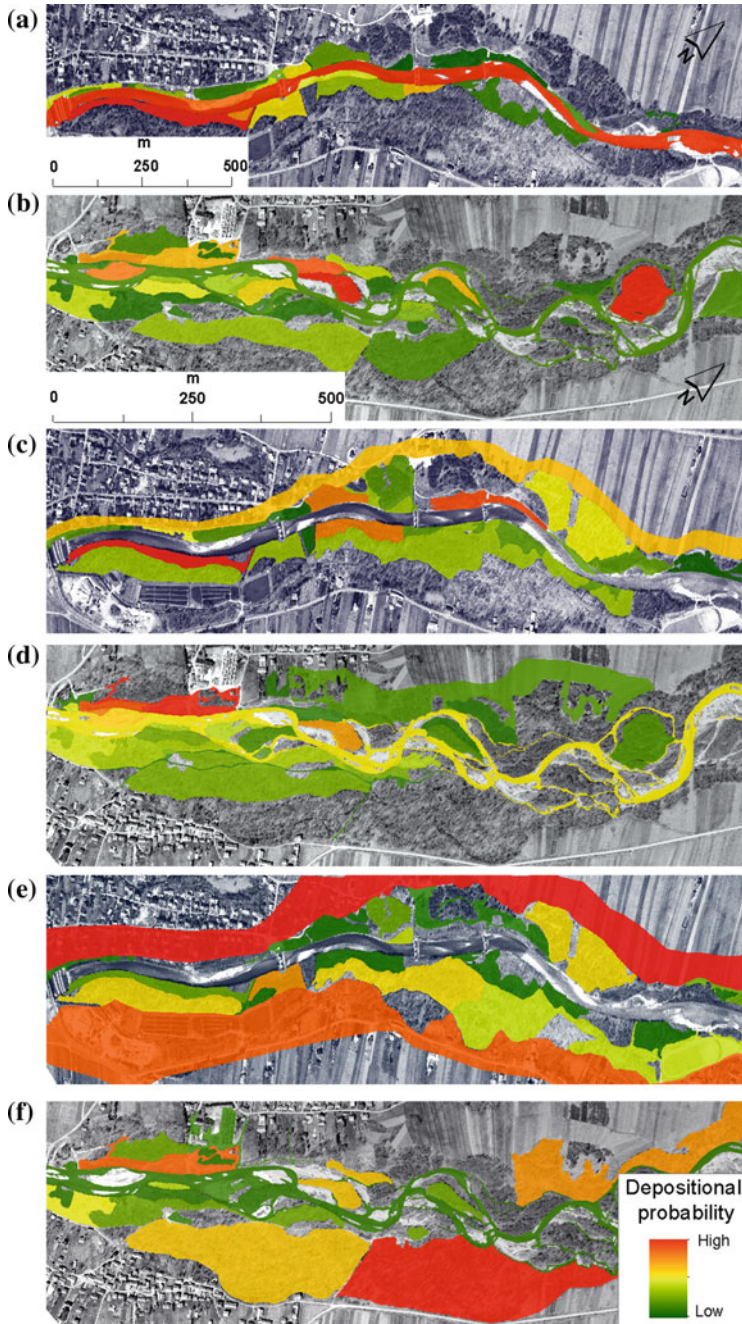 (a)
N
m
0 250 500
(b)
N
m
0 250 500
(c)
(d)
(e)
(f)
Depositional
probability
High
Low